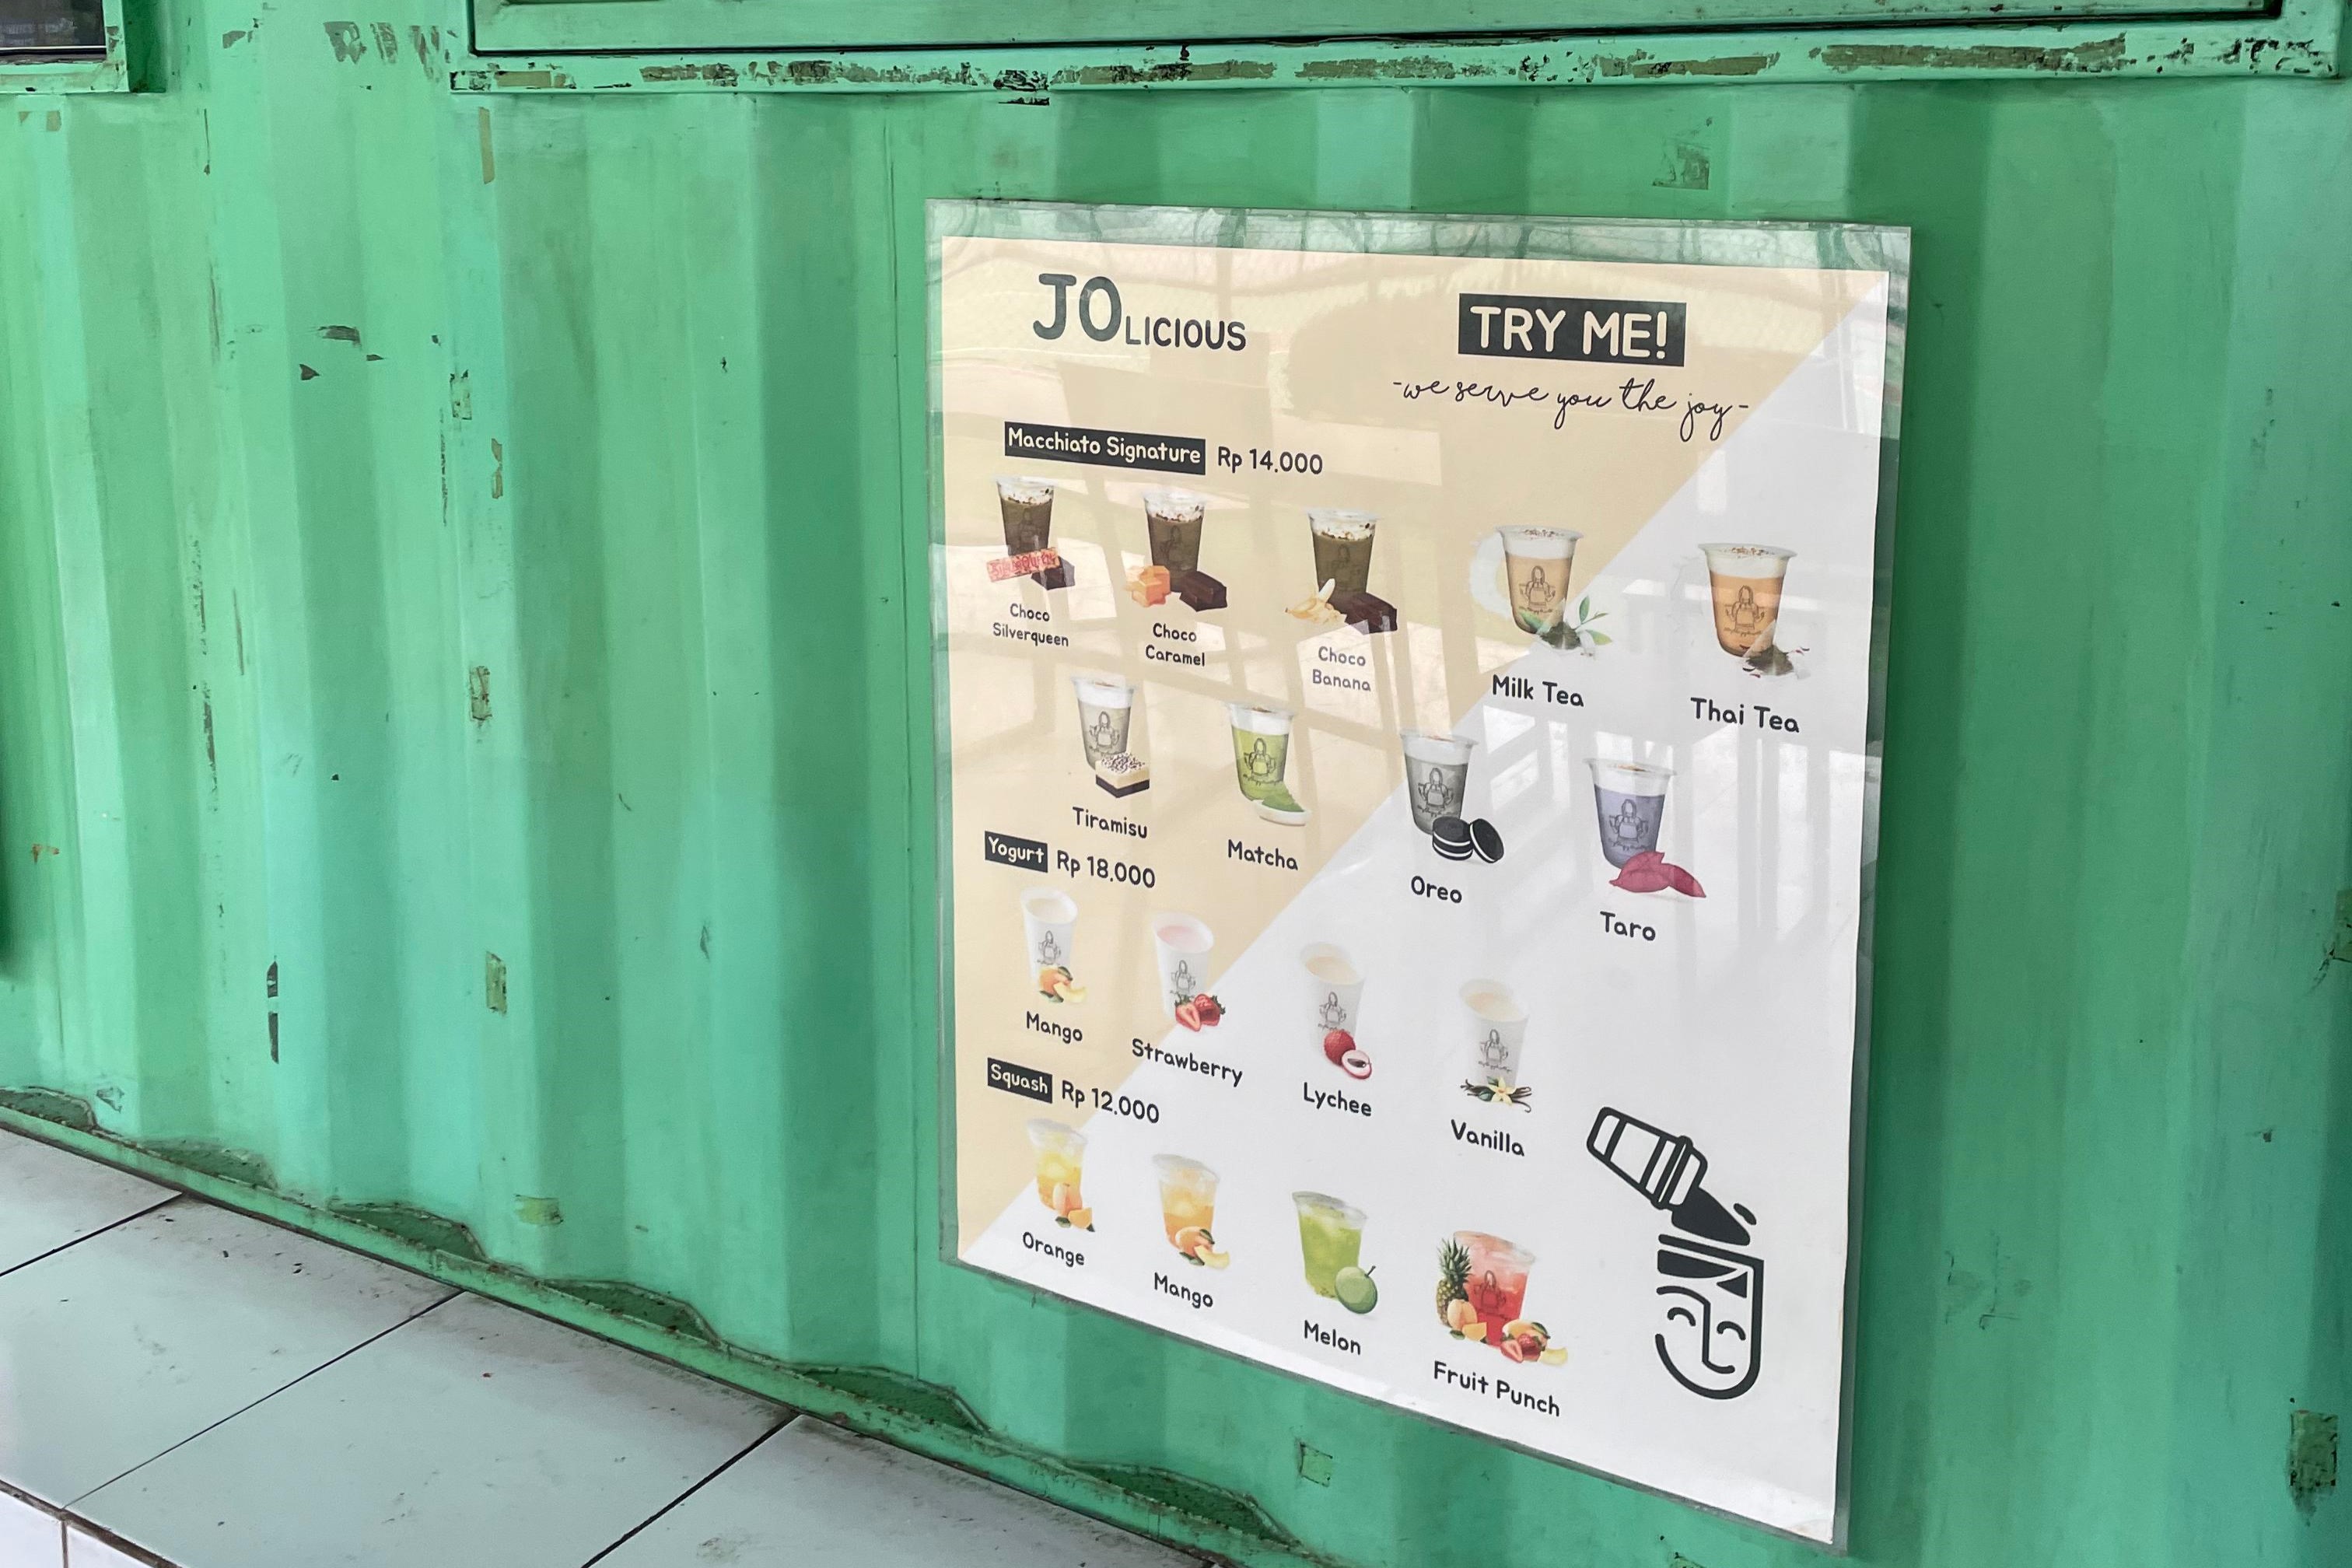 JOLICIOUS
TRY ME!
-we serve you the joy-
Macchiato Signature Rp 14.000
Choco
Silverqueen
Choco
Caramel
Choco
Banana
Milk Tea
Thai Tea
Tiramisu
Matcha
Oreo
Taro
Yogurt Rp 18.000
Mango
Strawberry
Lychee
Vanilla
Squash Rp 12.000
Orange
Mango
Melon
Fruit Punch